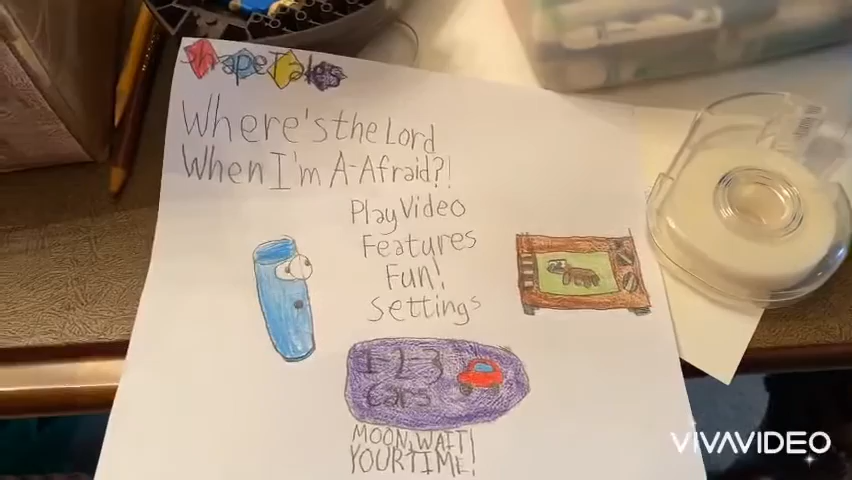 ShapeTales
Where's the Lord
When I'm A-Afraid?!
Play Video
Features
Fun!
Settings
1-2-3
Cars
MOON, WAIT!
YOUR TIME!
VIVAVIDEO